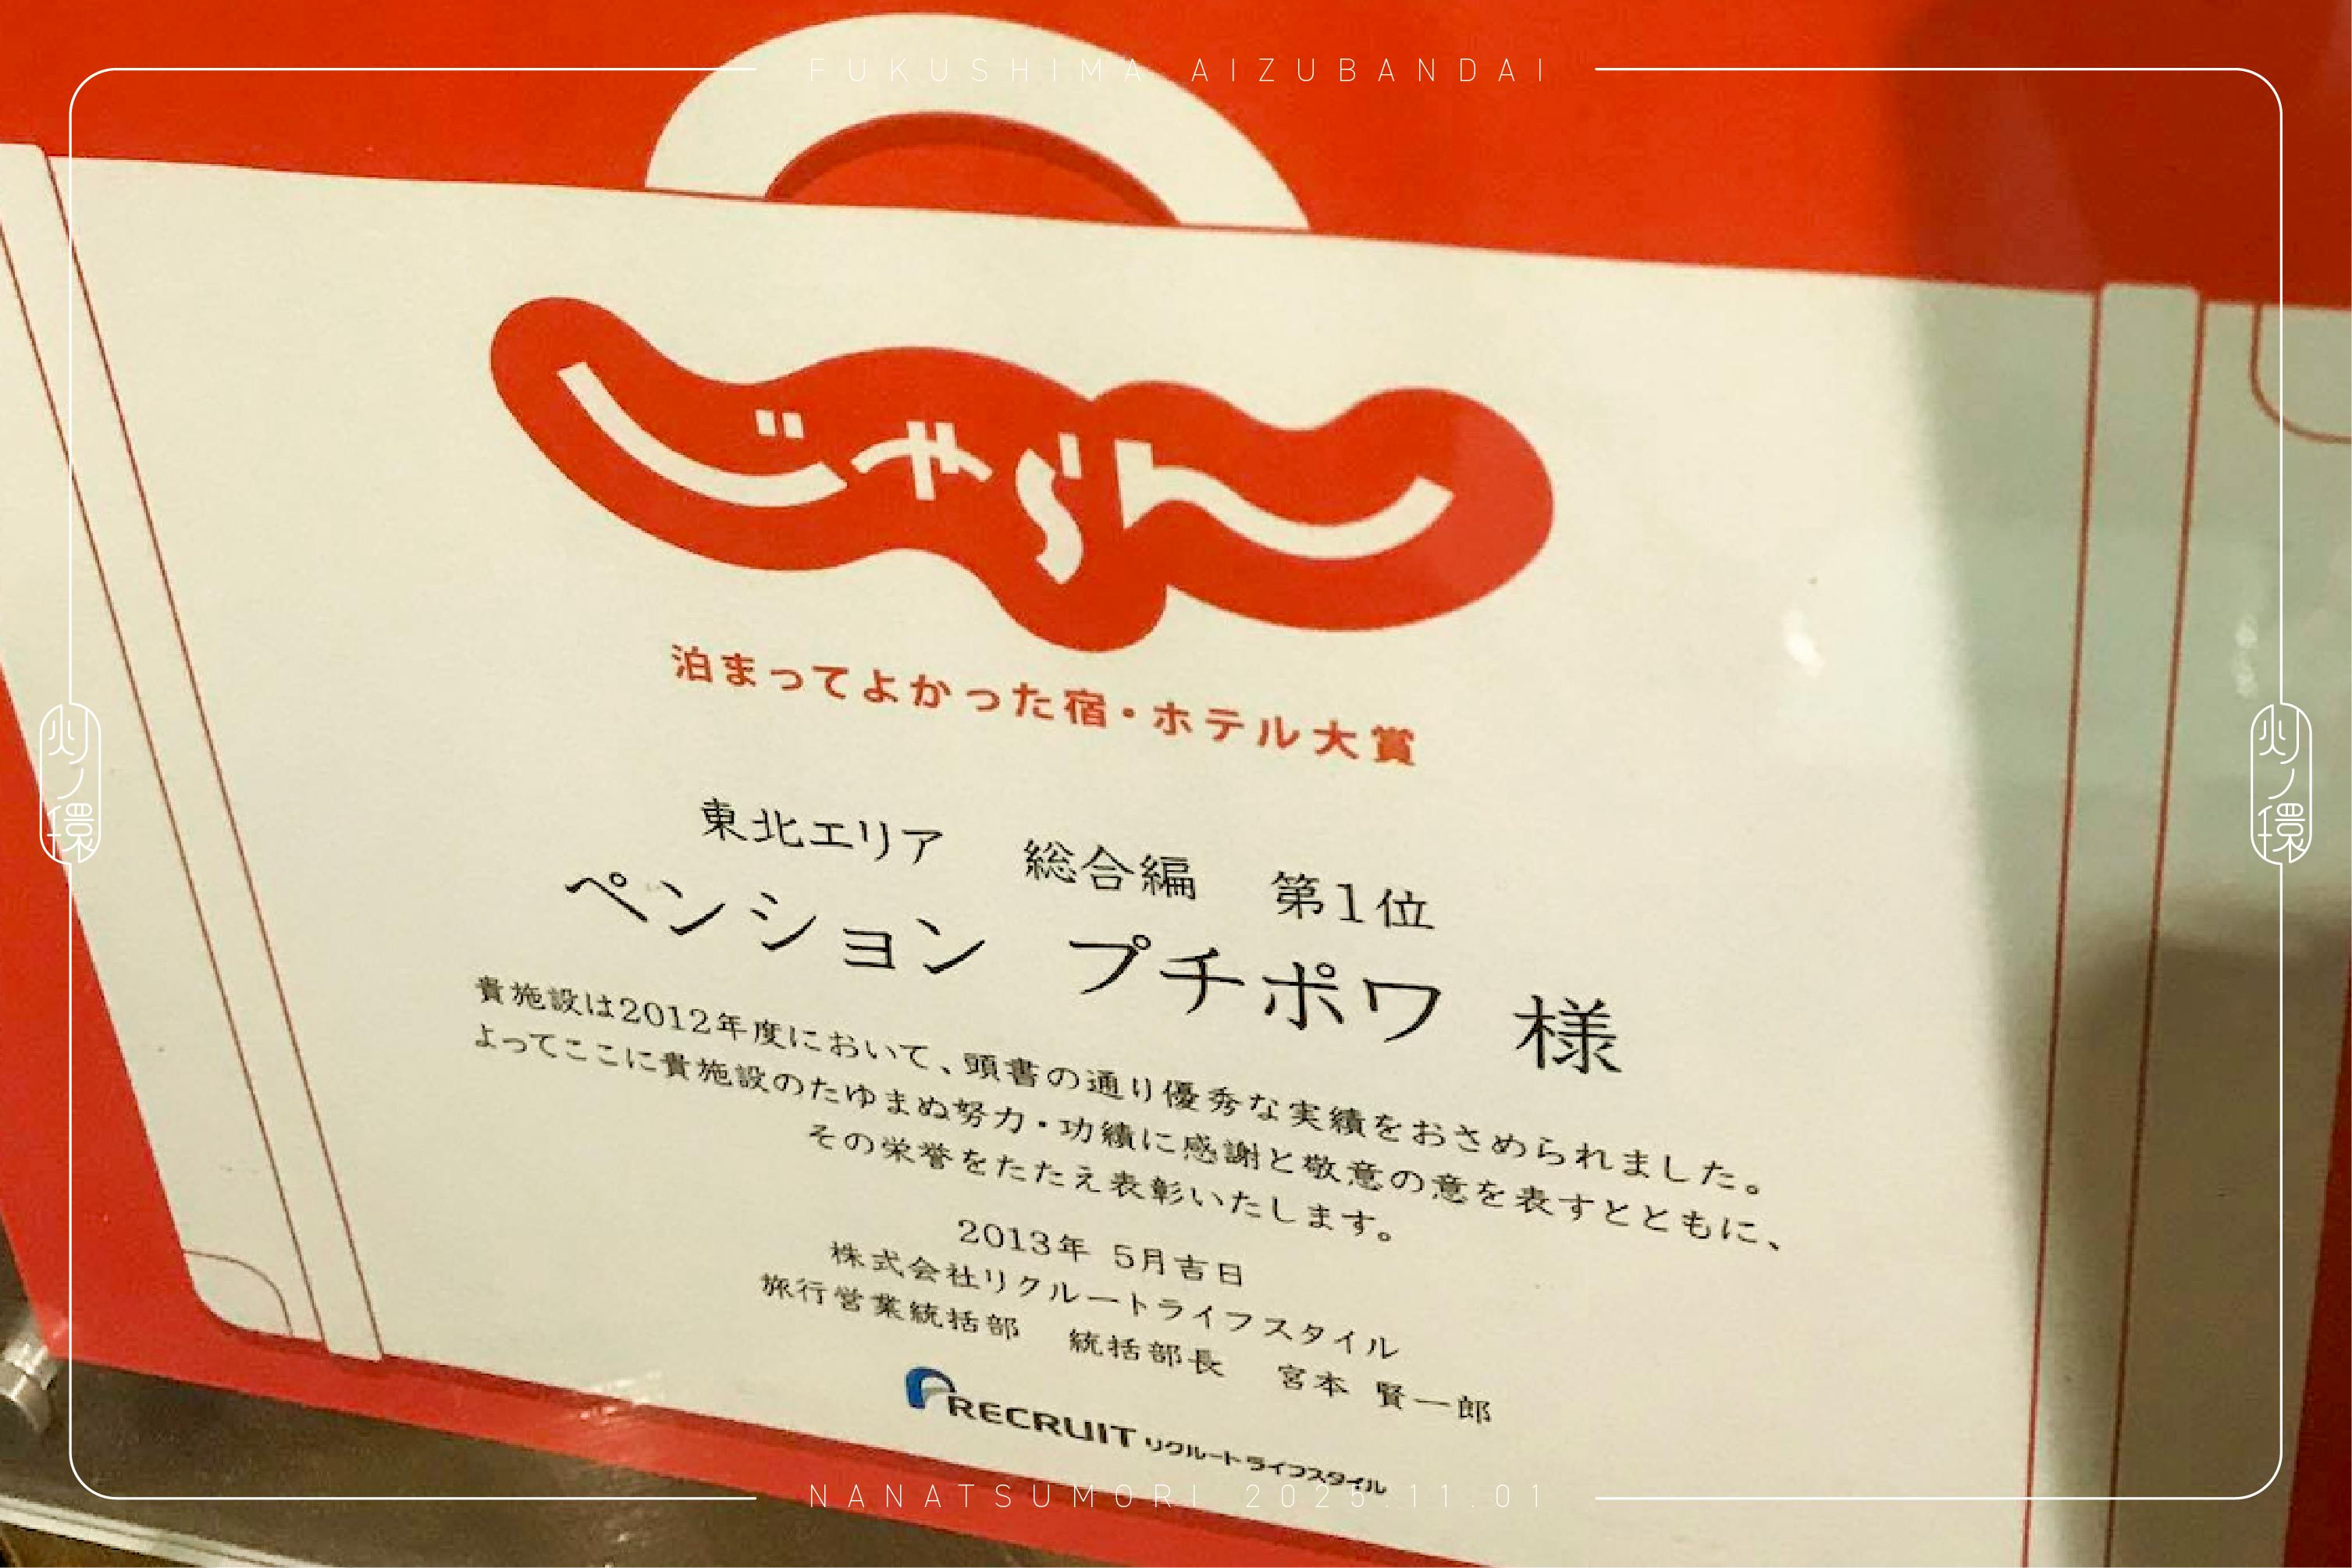 FUKUSHIMA AIZUBANDAI
じゃらん
泊まってよかった宿・ホテル大賞
東北エリア 総合編 第1位
ペンション プチポワ 様
貴施設は2012年度において、頭書の通り優秀な実績をおさめられました。
よってここに貴施設のたゆまぬ努力・功績に感謝と敬意の意を表すとともに、
その栄誉をたたえ表彰いたします。
2013年 5月吉日
株式会社リクルートライフスタイル
旅行営業統括部 統括部長 宮本 賢一郎
RECRUIT リクルートライフスタイル
灯ノ環
灯ノ環
NANATSUMORI 2025.11.01